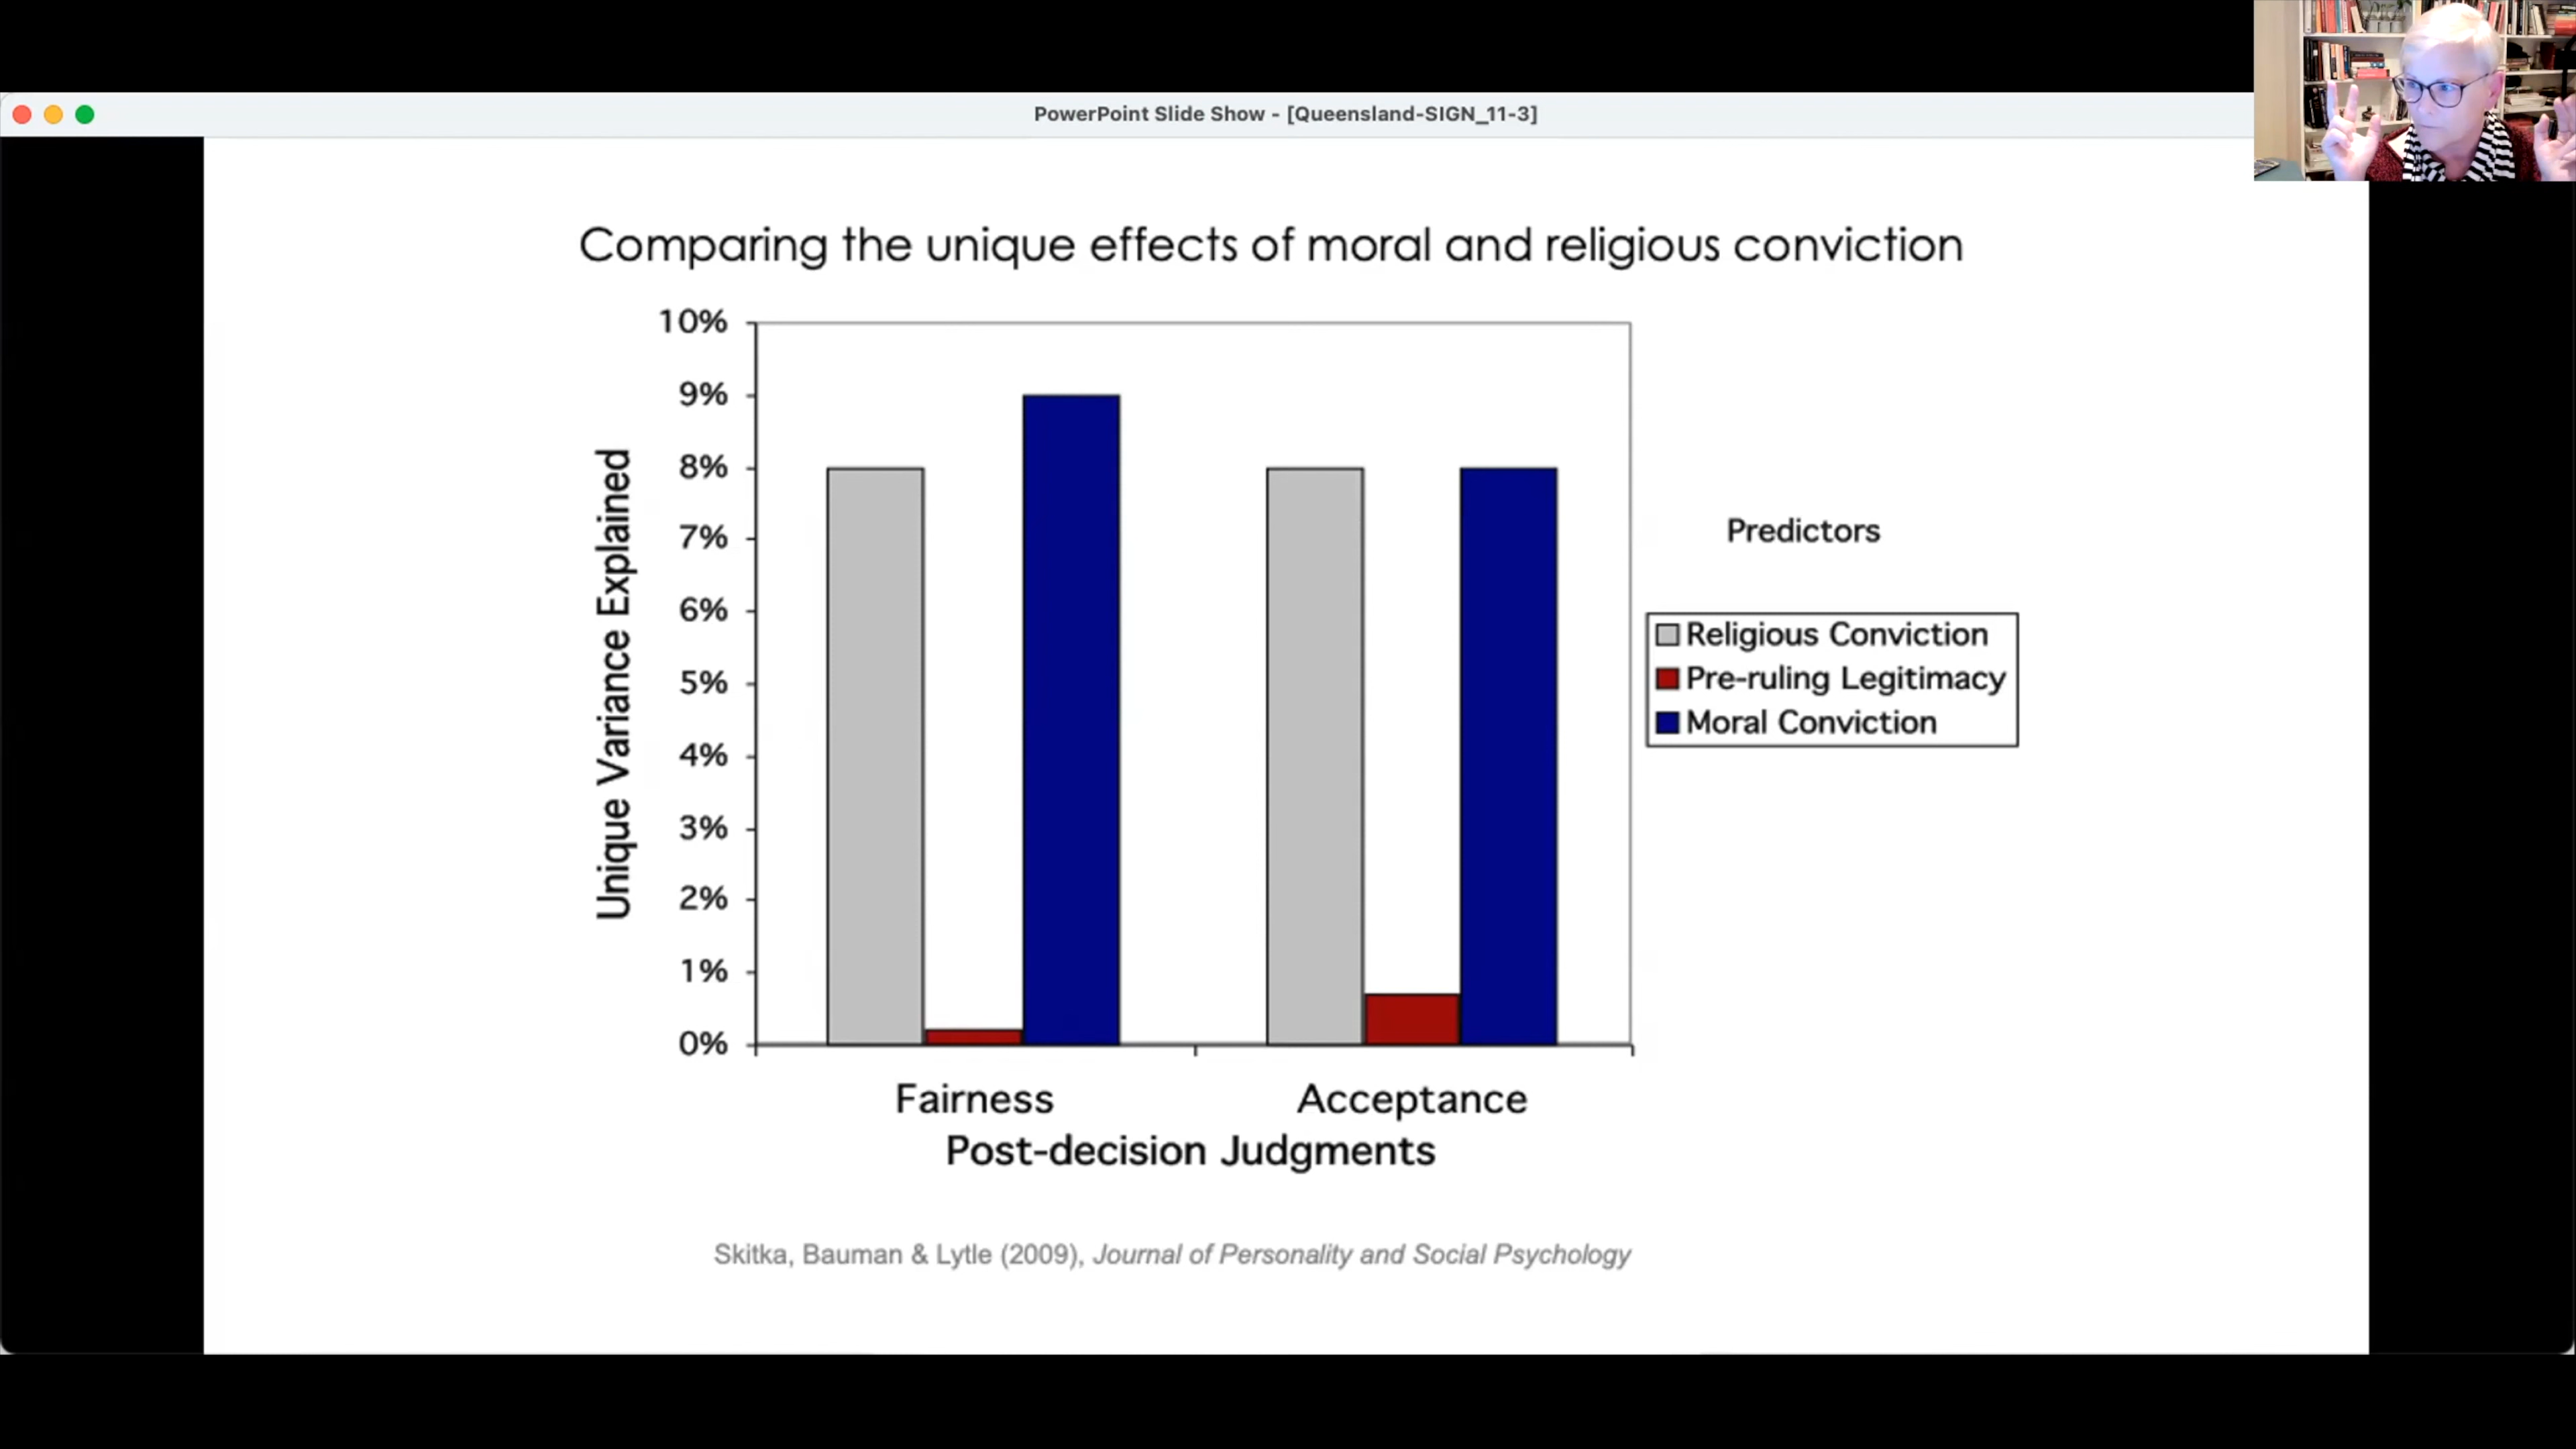 PowerPoint Slide Show - [Queensland-SIGN_11-3]
Comparing the unique effects of moral and religious conviction
10%
9%
8%
7%
6%
5%
4%
3%
2%
1%
0%
Unique Variance Explained
Predictors
Religious Conviction
Pre-ruling Legitimacy
Moral Conviction
Fairness
Acceptance
Post-decision Judgments
Skitka, Bauman & Lytle (2009), Journal of Personality and Social Psychology